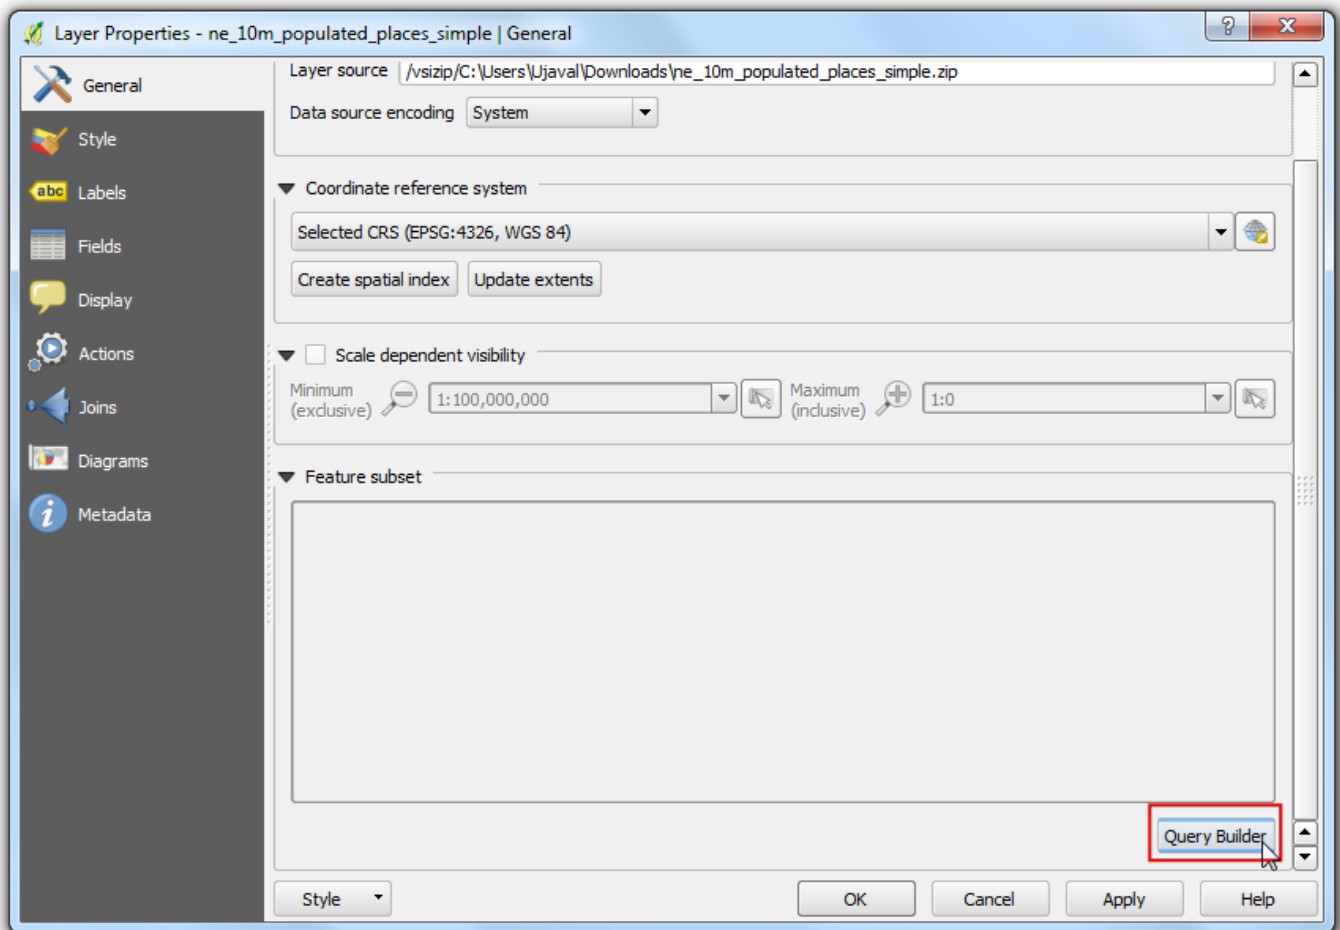 Layer Properties - ne_10m_populated_places_simple | General
General
Style
abc Labels
Fields
Display
Actions
Joins
Diagrams
Metadata
Layer source /vsizip/C:\Users\Ujaval\Downloads\ne_10m_populated_places_simple.zip
Data source encoding System
Coordinate reference system
Selected CRS (EPSG:4326, WGS 84)
Create spatial index Update extents
Scale dependent visibility
Minimum (exclusive) 1:100,000,000 Maximum (inclusive) 1:0
Feature subset
Query Builder
Style OK Cancel Apply Help